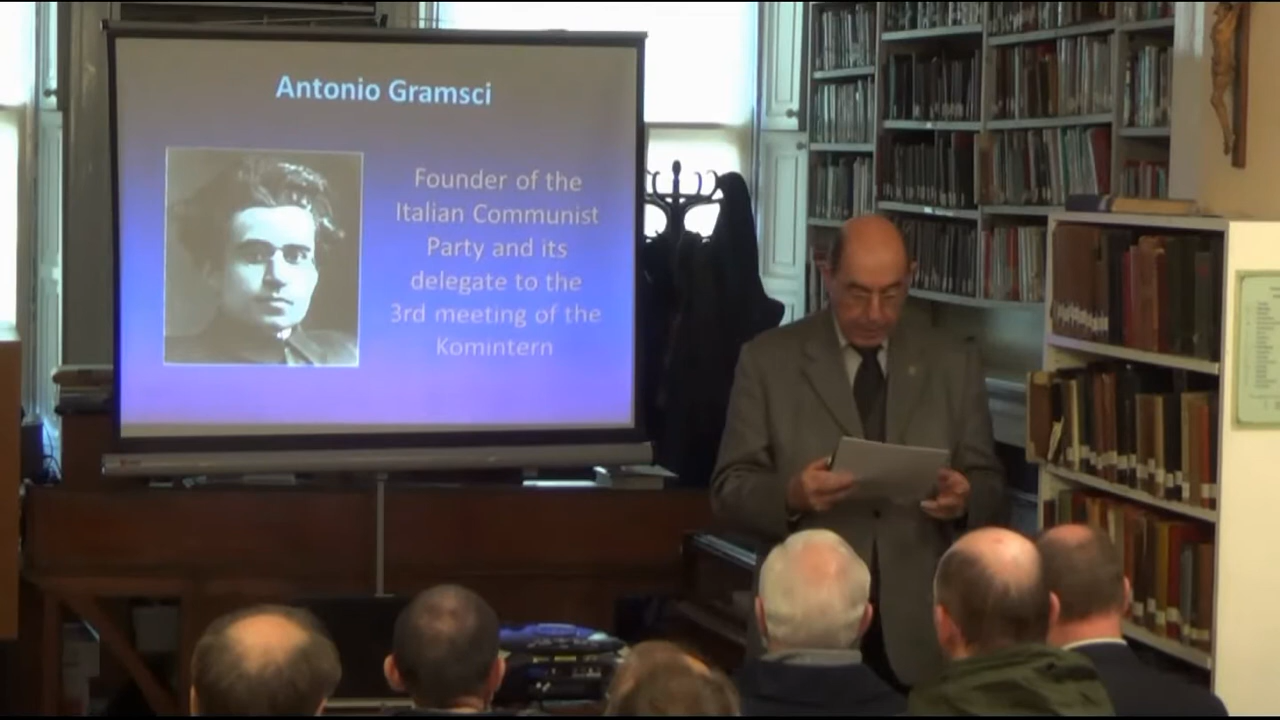 Antonio Gramsci
Founder of the
Italian Communist
Party and its
delegate to the
3rd meeting of the
Komintern